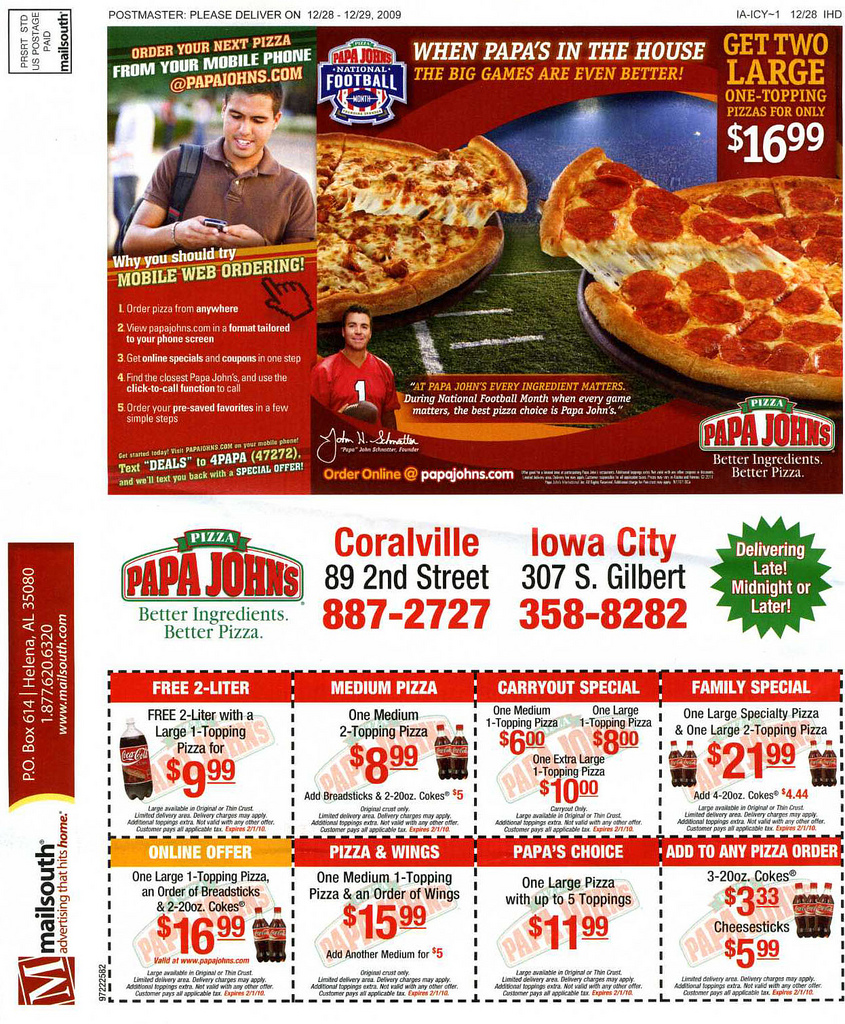 PRSRT STD
US POSTAGE
PAID
mailsouth
POSTMASTER: PLEASE DELIVER ON 12/28 - 12/29, 2009
IA-ICY~1 12/28 IHD
ORDER YOUR NEXT PIZZA
FROM YOUR MOBILE PHONE
@PAPAJOHNS.COM
Why you should try
MOBILE WEB ORDERING!
1. Order pizza from anywhere
2. View papajohns.com in a format tailored
to your phone screen
3. Get online specials and coupons in one step
4. Find the closest Papa John's, and use the
click-to-call function to call
5. Order your pre-saved favorites in a few
simple steps
Get started today! Visit PAPAJOHNS.COM on your mobile phone!
Text "DEALS" to 4PAPA (47272),
and we'll text you back with a SPECIAL OFFER!
PAPA JOHNS
NATIONAL
FOOTBALL
MONTH
WHEN PAPA'S IN THE HOUSE
THE BIG GAMES ARE EVEN BETTER!
GET TWO
LARGE
ONE-TOPPING
PIZZAS FOR ONLY
$16.99
1
"AT PAPA JOHN'S EVERY INGREDIENT MATTERS.
During National Football Month when every game
matters, the best pizza choice is Papa John's."
John H. Schnatter
"Papa" John Schnatter, Founder
Order Online @ papajohns.com
PIZZA
PAPA JOHNS
Better Ingredients.
Better Pizza.
PIZZA
PAPA JOHN'S
Better Ingredients.
Better Pizza.
Coralville
89 2nd Street
887-2727
Iowa City
307 S. Gilbert
358-8282
Delivering
Late!
Midnight or
Later!
FREE 2-LITER
FREE 2-Liter with a
Large 1-Topping
Pizza for
$9.99
Coca-Cola
Large available in Original or Thin Crust.
Limited delivery area. Delivery charges may apply.
Additional toppings extra. Not valid with any other offer.
Customer pays all applicable tax. Expires 2/1/10.
MEDIUM PIZZA
One Medium
2-Topping Pizza
$8.99
Add Breadsticks & 2-20oz. Cokes® $5
Original crust only.
Limited delivery area. Delivery charges may apply.
Additional toppings extra. Not valid with any other offer.
Customer pays all applicable tax. Expires 2/1/10.
CARRYOUT SPECIAL
One Medium
1-Topping Pizza
$6.00
One Large
1-Topping Pizza
$8.00
One Extra Large
1-Topping Pizza
$10.00
Carryout Only.
Large available in Original or Thin Crust.
Additional toppings extra. Not valid with any other offer.
Customer pays all applicable tax. Expires 2/1/10.
FAMILY SPECIAL
One Large Specialty Pizza
& One Large 2-Topping Pizza
$21.99
Add 4-20oz. Cokes® $4.44
Large available in Original or Thin Crust.
Limited delivery area. Delivery charges may apply.
Additional toppings extra. Not valid with any other offer.
Customer pays all applicable tax. Expires 2/1/10.
ONLINE OFFER
One Large 1-Topping Pizza,
an Order of Breadsticks
& 2-20oz. Cokes®
$16.99
Valid at www.papajohns.com
Large available in Original or Thin Crust.
Limited delivery area. Delivery charges may apply.
Additional toppings extra. Not valid with any other offer.
Customer pays all applicable tax. Expires 2/1/10.
PIZZA & WINGS
One Medium 1-Topping
Pizza & an Order of Wings
$15.99
Add Another Medium for $5
Original crust only.
Limited delivery area. Delivery charges may apply.
Additional toppings extra. Not valid with any other offer.
Customer pays all applicable tax. Expires 2/1/10.
PAPA'S CHOICE
One Large Pizza
with up to 5 Toppings
$11.99
Large available in Original or Thin Crust.
Limited delivery area. Delivery charges may apply.
Additional toppings extra. Not valid with any other offer.
Customer pays all applicable tax. Expires 2/1/10.
ADD TO ANY PIZZA ORDER
3-20oz. Cokes®
$3.33
Cheesesticks
$5.99
Limited delivery area. Delivery charges may apply.
Additional toppings extra. Not valid with any other offer.
Customer pays all applicable tax. Expires 2/1/10.
P.O. Box 614 | Helena, AL 35080
1.877.620.6320
www.mailsouth.com
M mailsouth®
advertising that hits home.
97222582